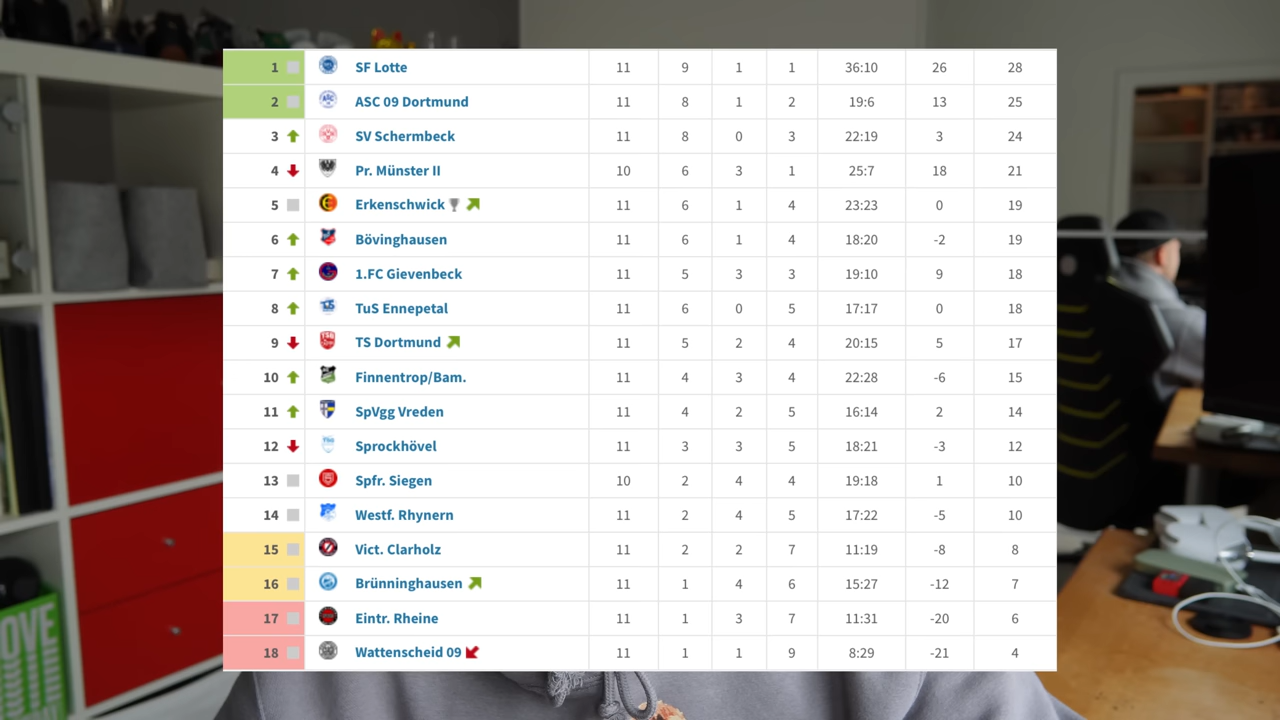 1 SF Lotte 11 9 1 1 36:10 26 28
2 ASC 09 Dortmund 11 8 1 2 19:6 13 25
3 SV Schermbeck 11 8 0 3 22:19 3 24
4 Pr. Münster II 10 6 3 1 25:7 18 21
5 Erkenschwick 11 6 1 4 23:23 0 19
6 Bövinghausen 11 6 1 4 18:20 -2 19
7 1.FC Gievenbeck 11 5 3 3 19:10 9 18
8 TuS Ennepetal 11 6 0 5 17:17 0 18
9 TS Dortmund 11 5 2 4 20:15 5 17
10 Finnentrop/Bam. 11 4 3 4 22:28 -6 15
11 SpVgg Vreden 11 4 2 5 16:14 2 14
12 Sprockhövel 11 3 3 5 18:21 -3 12
13 Spfr. Siegen 10 2 4 4 19:18 1 10
14 Westf. Rhynern 11 2 4 5 17:22 -5 10
15 Vict. Clarholz 11 2 2 7 11:19 -8 8
16 Brünninghausen 11 1 4 6 15:27 -12 7
17 Eintr. Rheine 11 1 3 7 11:31 -20 6
18 Wattenscheid 09 11 1 1 9 8:29 -21 4